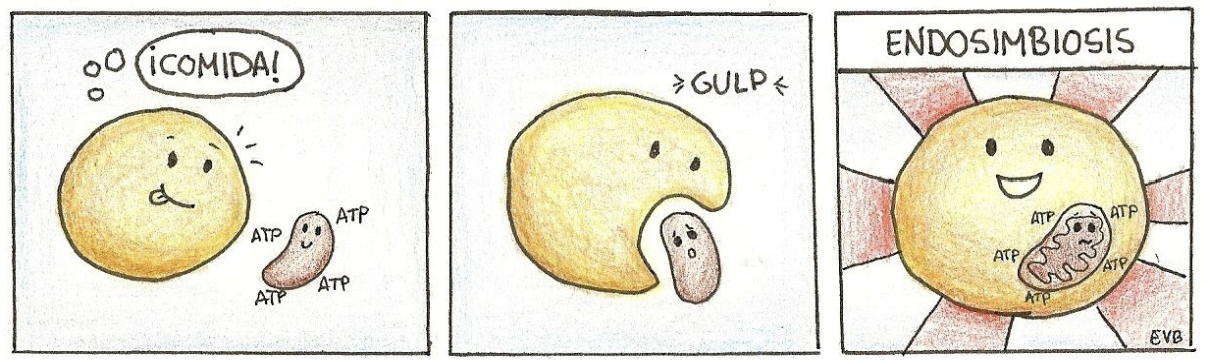 ¡COMIDA!
ATP
ATP
ATP
ATP
GULP
ENDOSIMBIOSIS
ATP
ATP
ATP
ATP
ATP
EVB